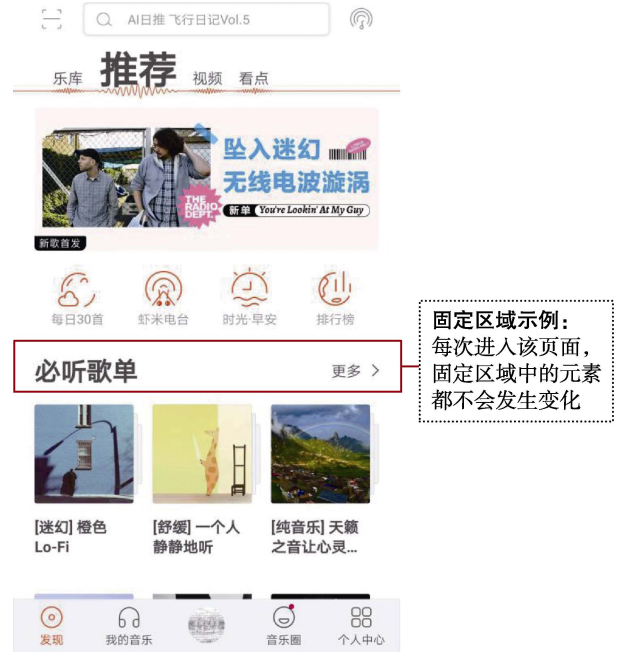 AI日推 飞行日记Vol.5
乐库 推荐 视频 看点
坠入迷幻
无线电波漩涡
THE RADIO DEPT.
新单 You're Lookin' At My Guy
新歌首发
每日30首 虾米电台 时光·早安 排行榜
必听歌单 更多
固定区域示例：
每次进入该页面，
固定区域中的元素
都不会发生变化
[迷幻] 橙色
Lo-Fi
[舒缓] 一个人
静静地听
[纯音乐] 天籁
之音让心灵...
发现 我的音乐 音乐圈 个人中心